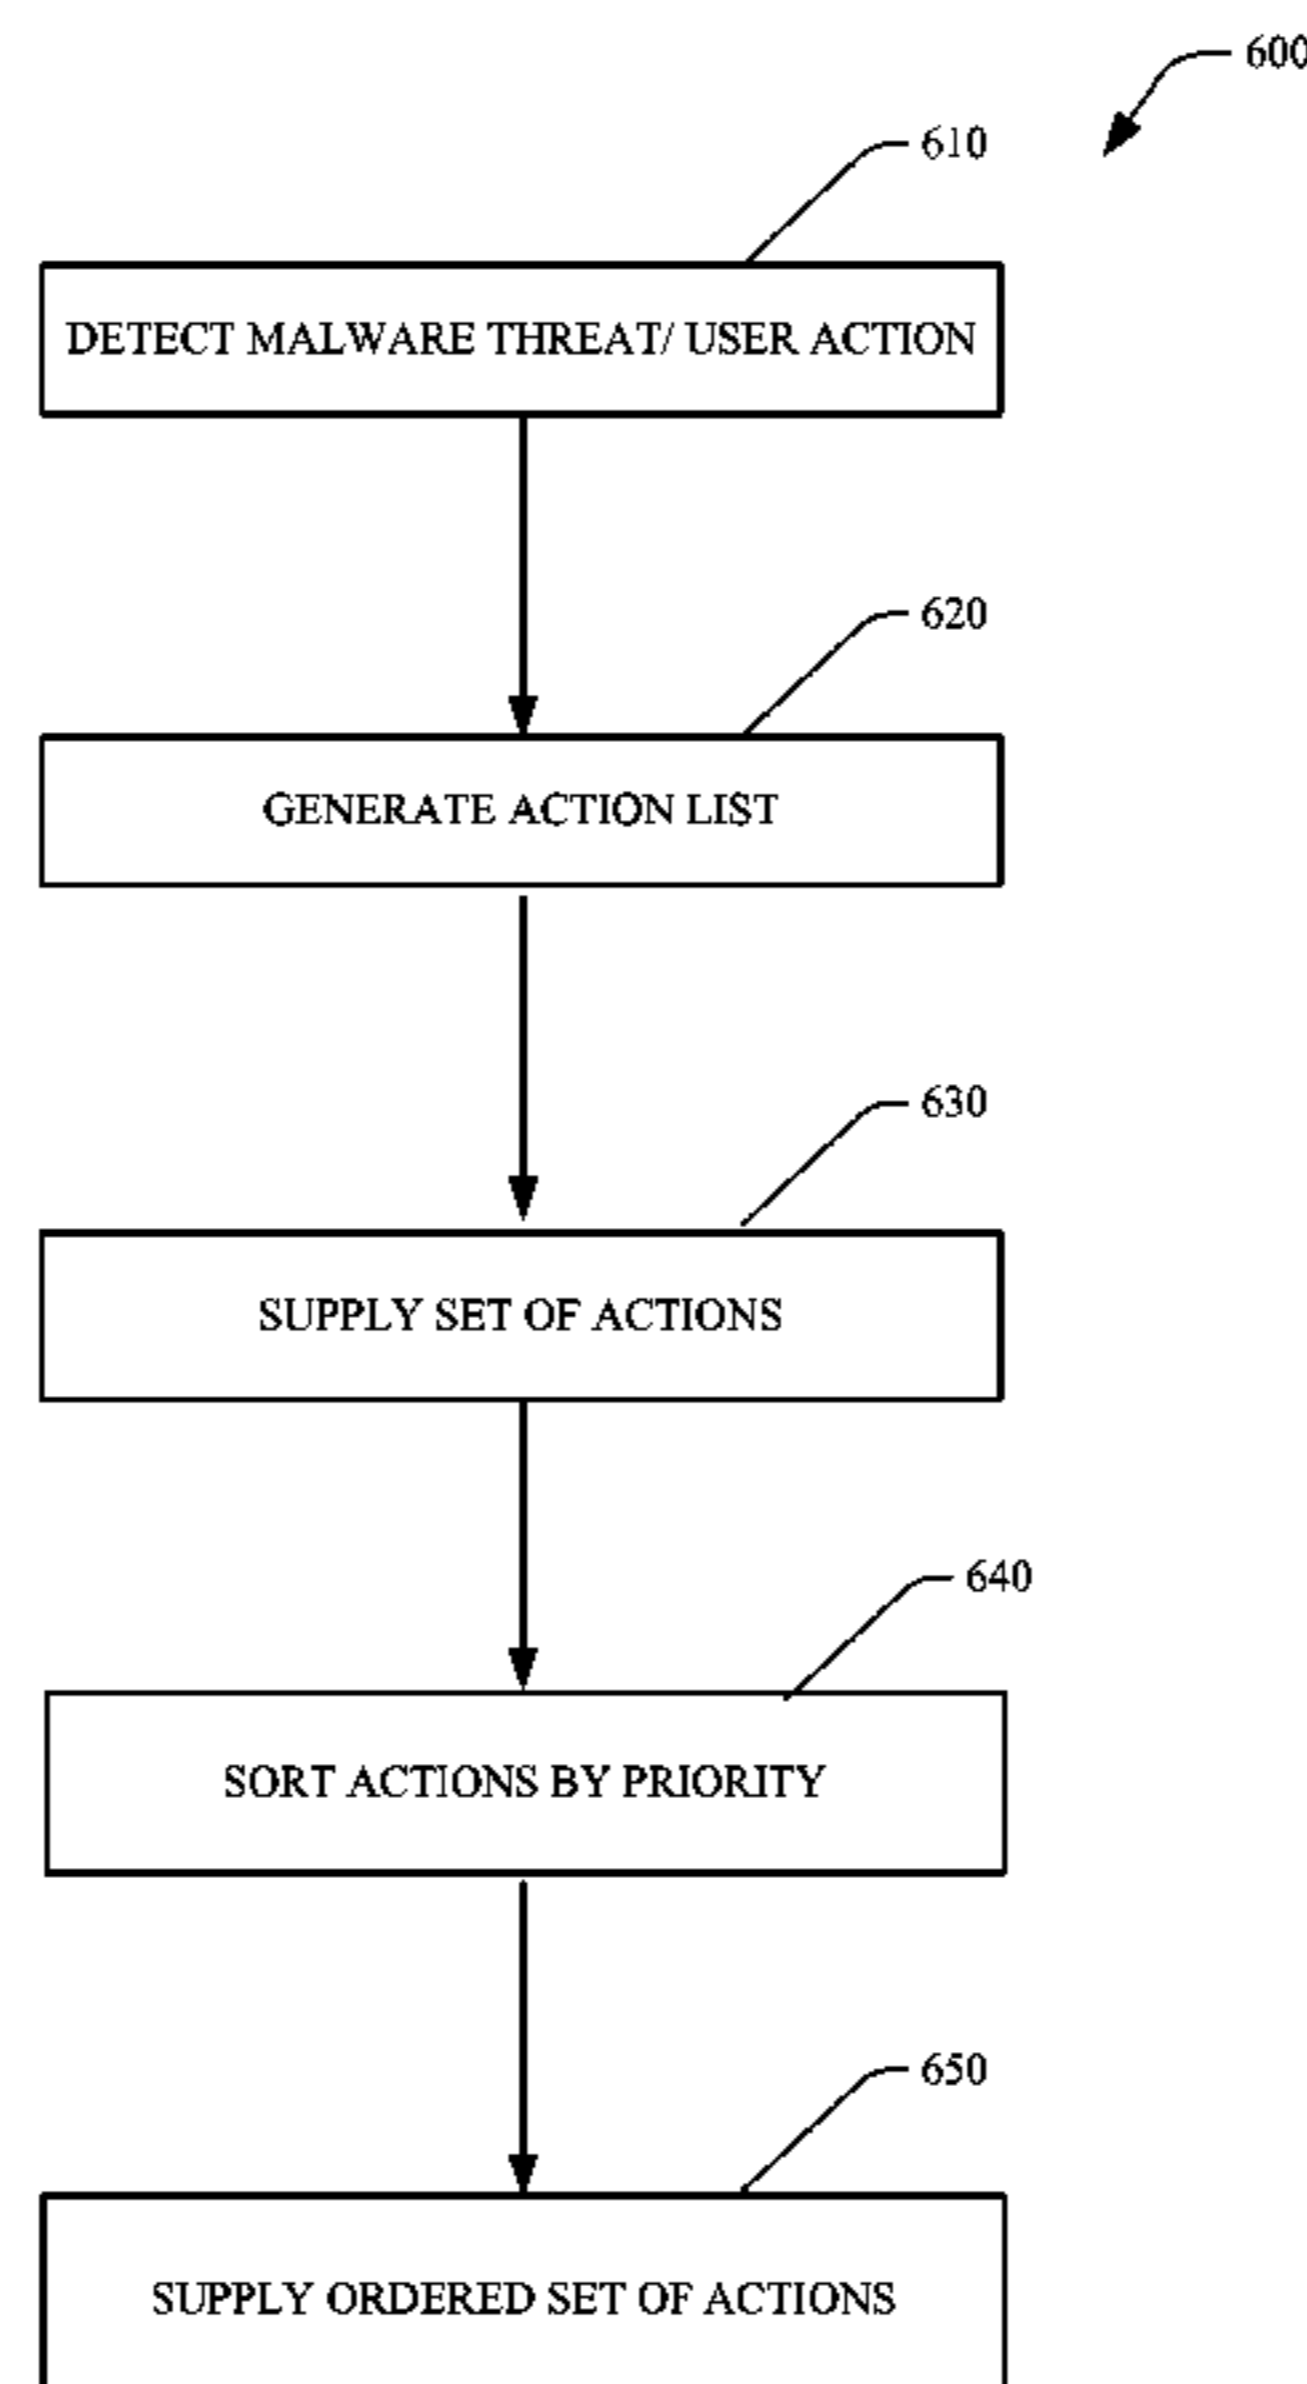 600
610
DETECT MALWARE THREAT/ USER ACTION
620
GENERATE ACTION LIST
630
SUPPLY SET OF ACTIONS
640
SORT ACTIONS BY PRIORITY
650
SUPPLY ORDERED SET OF ACTIONS